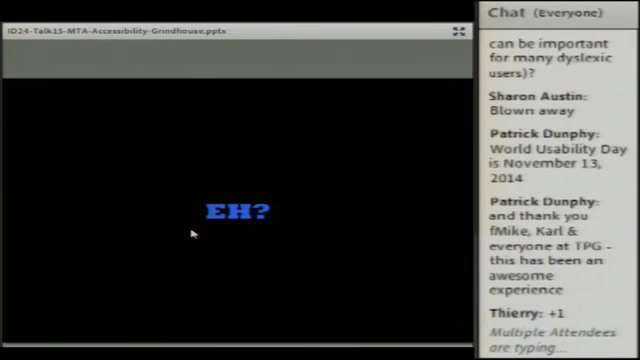 ID24-Talk15-MTA-Accessibility-Grindhouse.pptx
EH?
Chat (Everyone)
can be important
for many dyslexic
users)?
Sharon Austin:
Blown away
Patrick Dunphy:
World Usability Day
is November 13,
2014
Patrick Dunphy:
and thank you
fMike, Karl &
everyone at TPG -
this has been an
awesome
experience
Thierry: +1
Multiple Attendees
are typing...